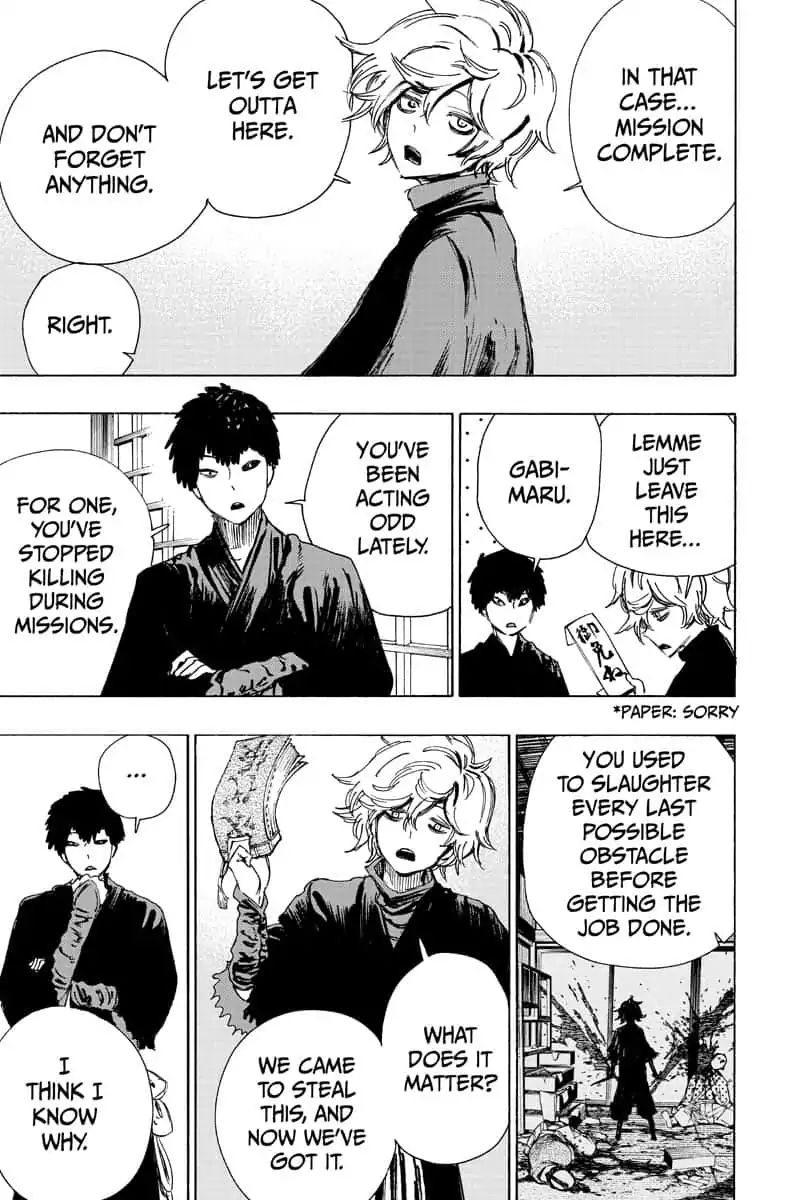 IN THAT
CASE...
MISSION
COMPLETE.
LET'S GET
OUTTA
HERE.
AND DON'T
FORGET
ANYTHING.
RIGHT.
LEMME
JUST
LEAVE
THIS
HERE...
御免ね
*PAPER: SORRY
GABI-
MARU.
YOU'VE
BEEN
ACTING
ODD
LATELY.
FOR ONE,
YOU'VE
STOPPED
KILLING
DURING
MISSIONS.
YOU USED
TO SLAUGHTER
EVERY LAST
POSSIBLE
OBSTACLE
BEFORE
GETTING THE
JOB DONE.
WHAT
DOES IT
MATTER?
WE CAME
TO STEAL
THIS, AND
NOW WE'VE
GOT IT.
...
I
THINK I
KNOW
WHY.